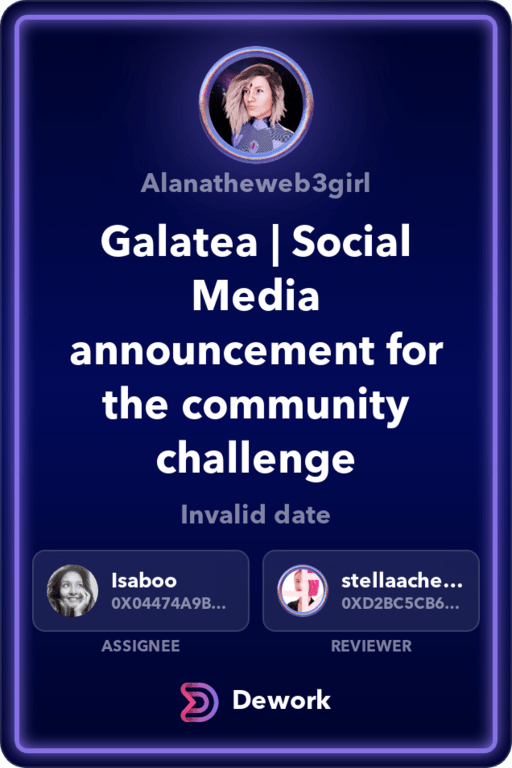 Alanatheweb3girl
Galatea | Social
Media
announcement for
the community
challenge
Invalid date
Isaboo
0X04474A9B...
ASSIGNEE
stellaache...
0XD2BC5CB6...
REVIEWER
Dework